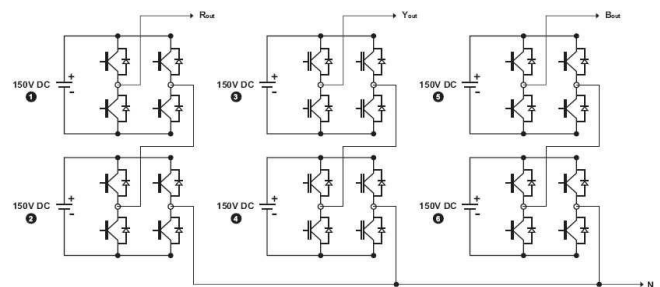 Rout Yout Bout
150V DC + - 150V DC + - 150V DC + -
1 3 5
150V DC + - 150V DC + - 150V DC + -
2 4 6
N